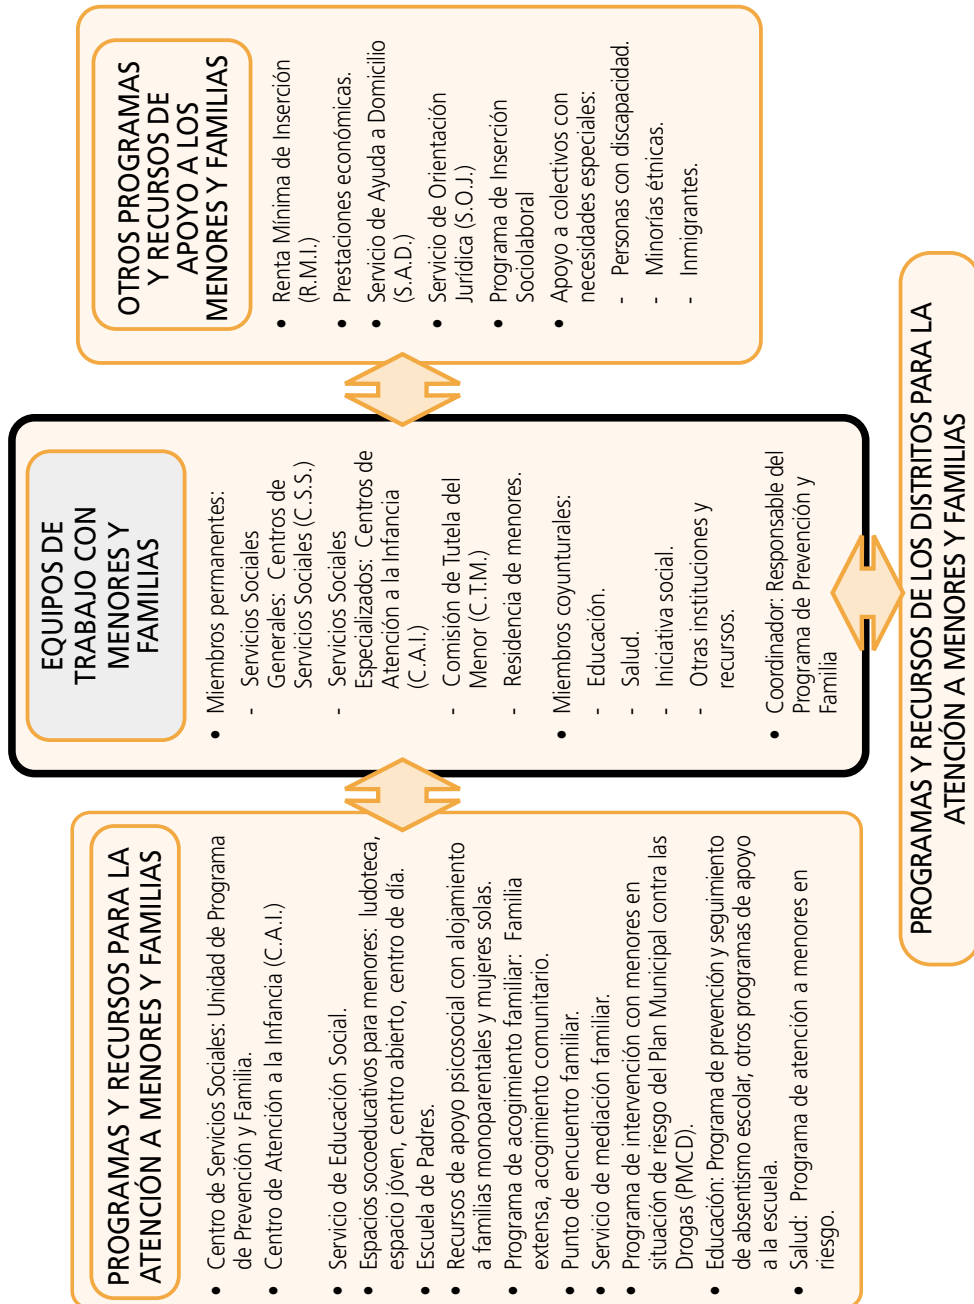 PROGRAMAS Y RECURSOS PARA LA
ATENCIÓN A MENORES Y FAMILIAS
• Centro de Servicios Sociales: Unidad de Programa
de Prevención y Familia.
• Centro de Atención a la Infancia (C.A.I.)
• Servicio de Educación Social.
• Espacios socoeducativos para menores: ludoteca,
espacio jóven, centro abierto, centro de día.
• Escuela de Padres.
• Recursos de apoyo psicosocial con alojamiento
a familias monoparentales y mujeres solas.
• Programa de acogimiento familiar: Familia
extensa, acogimiento comunitario.
• Punto de encuentro familiar.
• Servicio de mediación familiar.
• Programa de intervención con menores en
situación de riesgo del Plan Municipal contra las
Drogas (PMCD).
• Educación: Programa de prevención y seguimiento
de absentismo escolar, otros programas de apoyo
a la escuela.
• Salud: Programa de atención a menores en
riesgo.
EQUIPOS DE
TRABAJO CON
MENORES Y
FAMILIAS
• Miembros permanentes:
- Servicios Sociales
Generales: Centros de
Servicios Sociales (C.S.S.)
- Servicios Sociales
Especializados: Centros de
Atención a la Infancia
(C.A.I.)
- Comisión de Tutela del
Menor (C.T.M.)
- Residencia de menores.
• Miembros coyunturales:
- Educación.
- Salud.
- Iniciativa social.
- Otras instituciones y
recursos.
• Coordinador: Responsable del
Programa de Prevención y
Familia
OTROS PROGRAMAS
Y RECURSOS DE
APOYO A LOS
MENORES Y FAMILIAS
• Renta Mínima de Inserción
(R.M.I.)
• Prestaciones económicas.
• Servicio de Ayuda a Domicilio
(S.A.D.)
• Servicio de Orientación
Jurídica (S.O.J.)
• Programa de Inserción
Sociolaboral
• Apoyo a colectivos con
necesidades especiales:
- Personas con discapacidad.
- Minorías étnicas.
- Inmigrantes.
PROGRAMAS Y RECURSOS DE LOS DISTRITOS PARA LA
ATENCIÓN A MENORES Y FAMILIAS